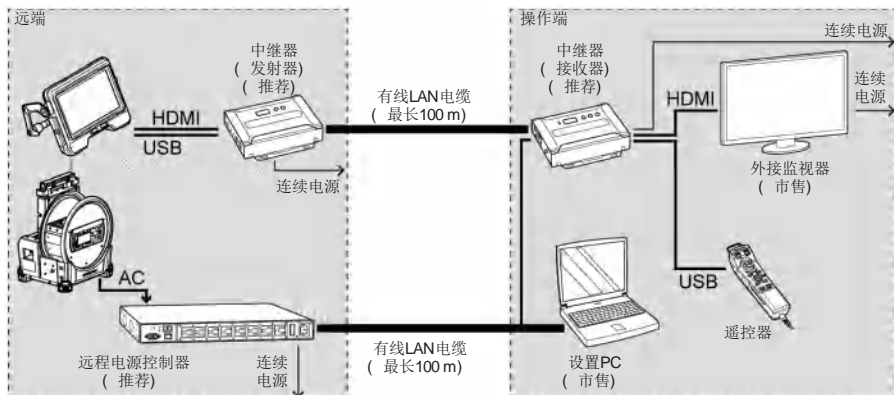 远端
中继器
( 发射器)
( 推荐)
HDMI
USB
连续电源
AC
远程电源控制器
( 推荐)
连续
电源
有线LAN电缆
( 最长100 m)
有线LAN电缆
( 最长100 m)
操作端
中继器
( 接收器)
( 推荐)
连续电源
HDMI
连续
电源
外接监视器
( 市售)
USB
遥控器
设置PC
( 市售)